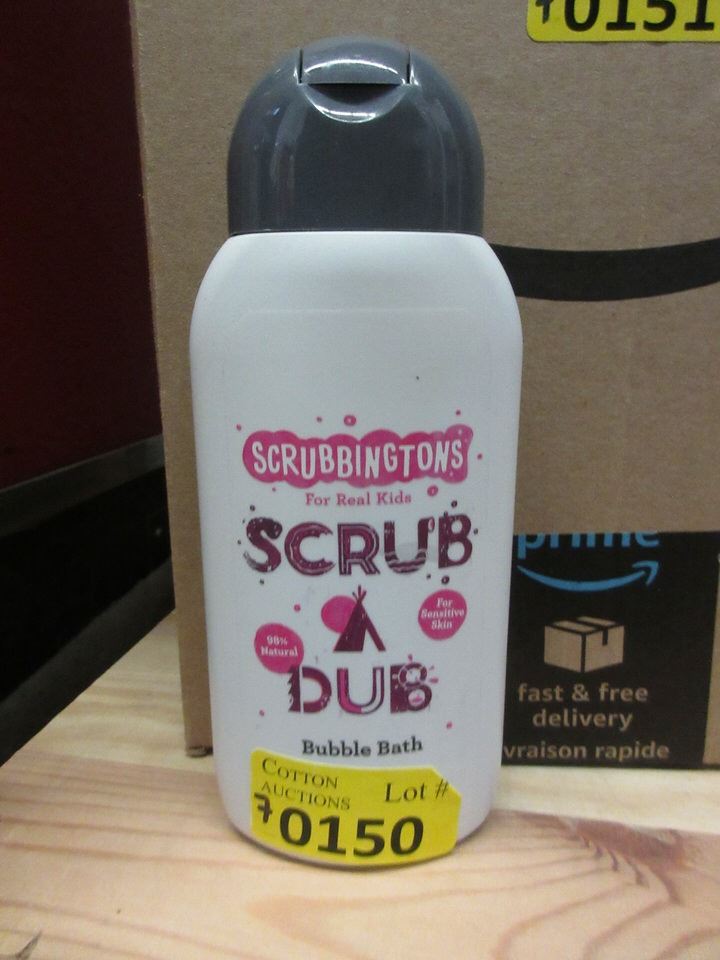 70151
SCRUBBINGTONS
For Real Kids
SCRUB
A
DUB
For
Sensitive
Skin
98%
Natural
Bubble Bath
COTTON
AUCTIONS
Lot #
70150
prime
fast & free
delivery
vraison rapide